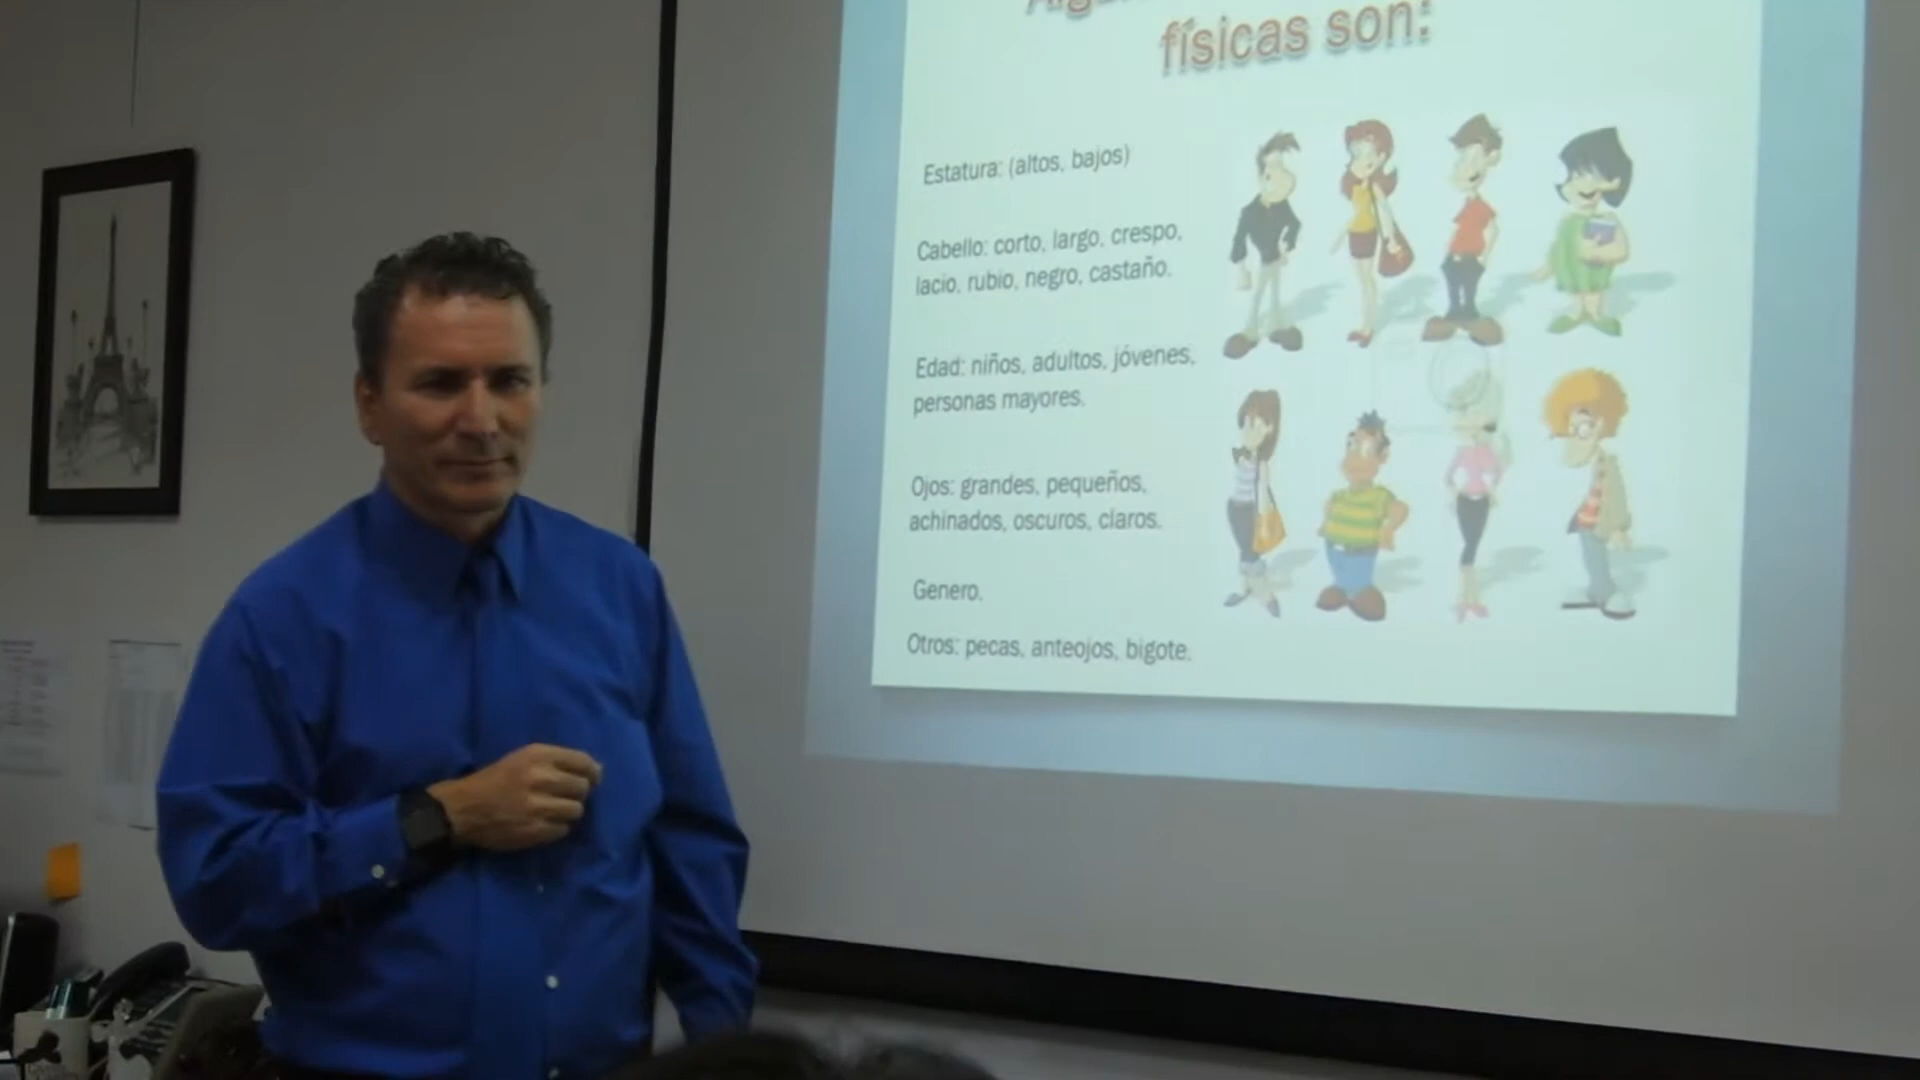 físicas son:
Estatura: (altos, bajos)
Cabello: corto, largo, crespo,
lacio, rubio, negro, castaño.
Edad: niños, adultos, jóvenes,
personas mayores.
Ojos: grandes, pequeños,
achinados, oscuros, claros.
Genero.
Otros: pecas, anteojos, bigote.